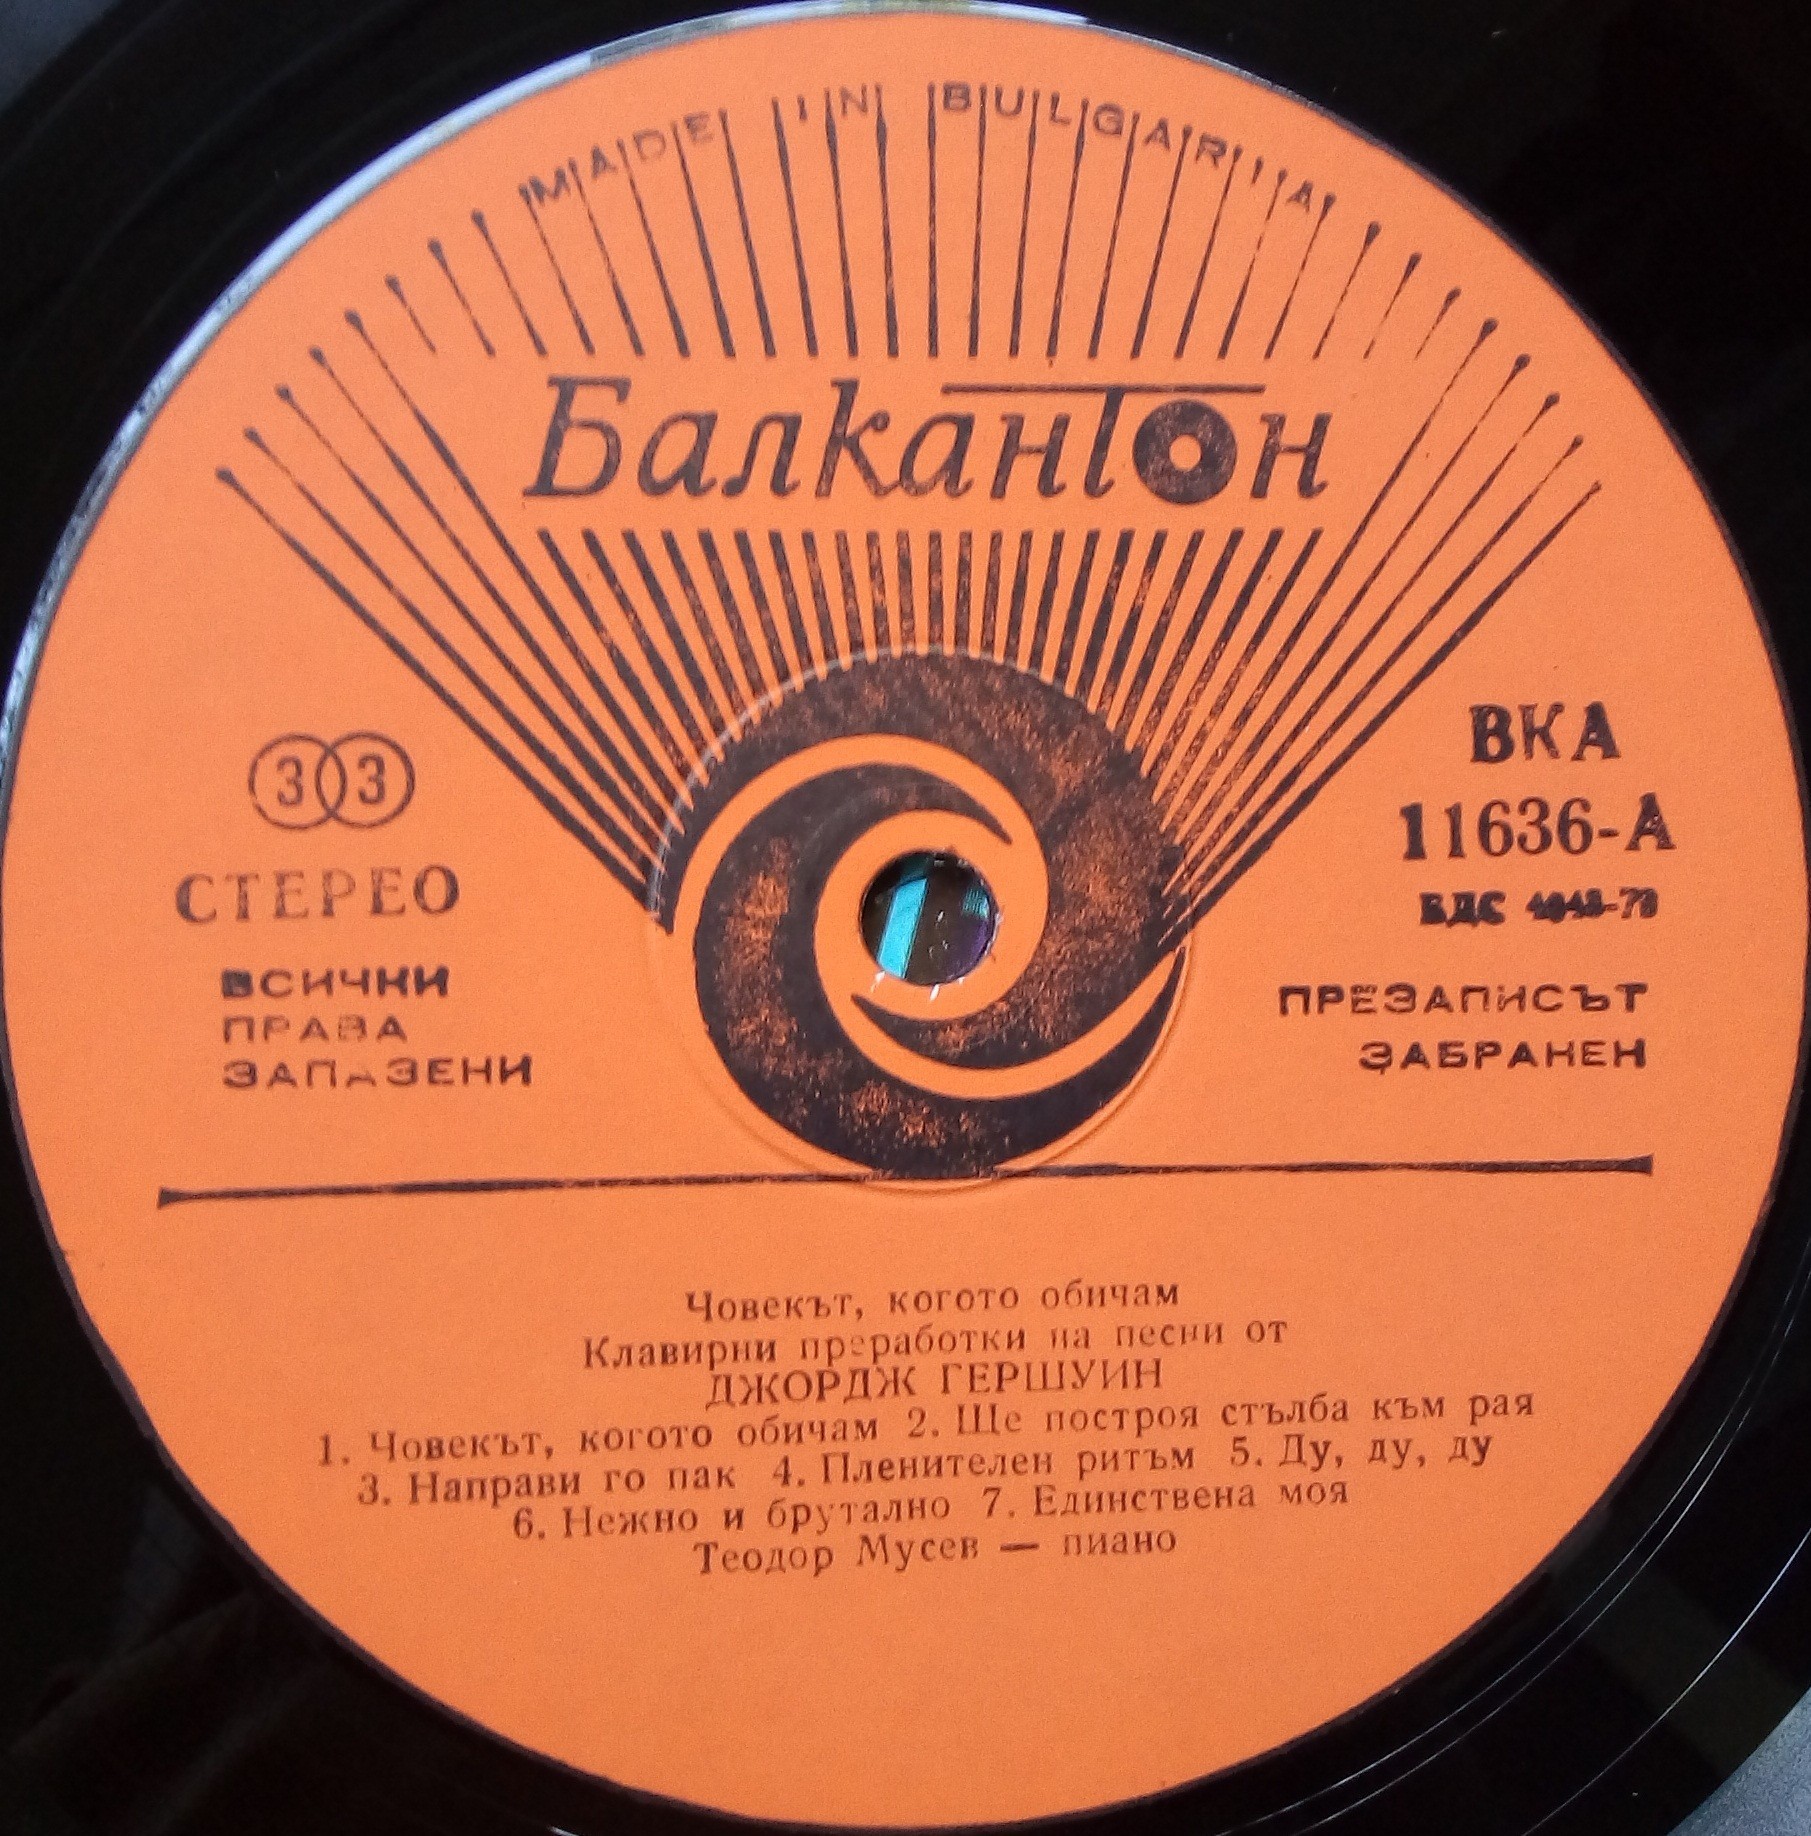 MADE IN BULGARIA
Балкантон
33
СТЕРЕО
ВСИЧКИ
ПРАВА
ЗАПАЗЕНИ
ВКА
11636-А
БДС
ПРЕЗАПИСЪТ
ЗАБРАНЕН
Човекът, когото обичам
Клавирни преработки на песни от
ДЖОРДЖ ГЕРШУИН
1. Човекът, когото обичам 2. Ще построя стълба към рая
3. Направи го пак 4. Пленителен ритъм 5. Ду, ду, ду
6. Нежно и брутално 7. Единствена моя
Теодор Мусев — пиано